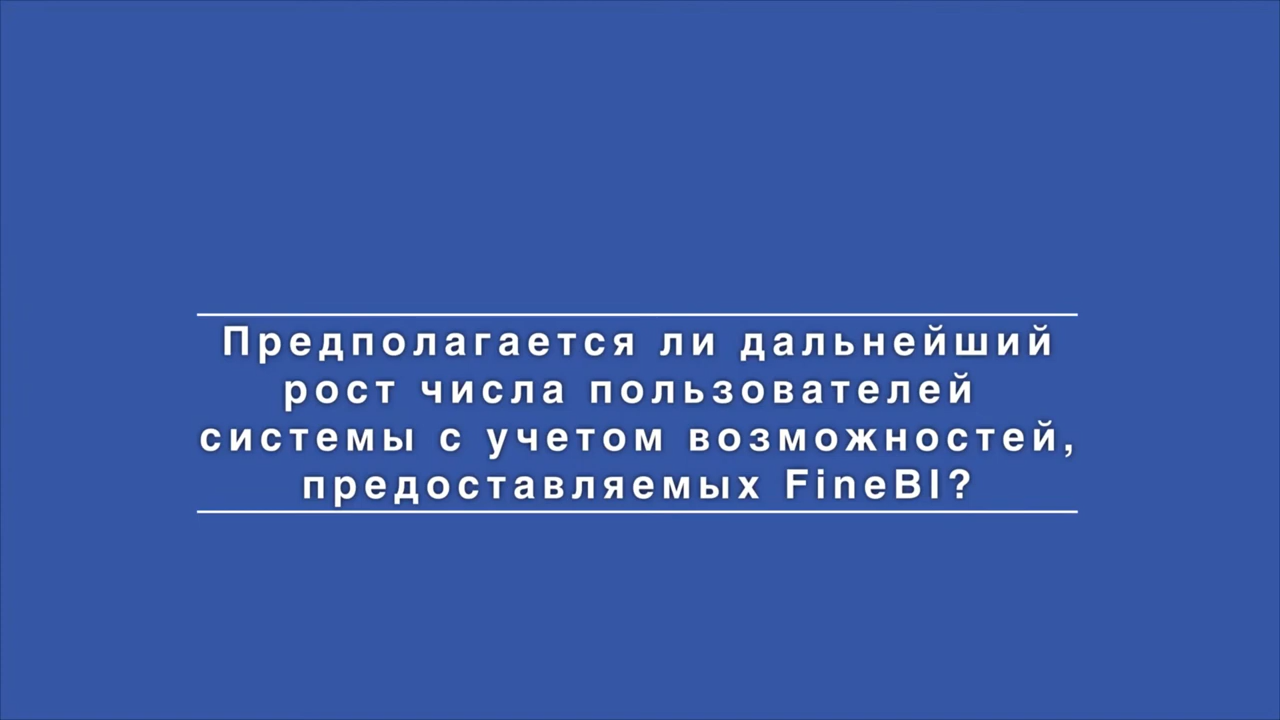 Предполагается ли дальнейший
рост числа пользователей
системы с учетом возможностей,
предоставляемых FineBI?